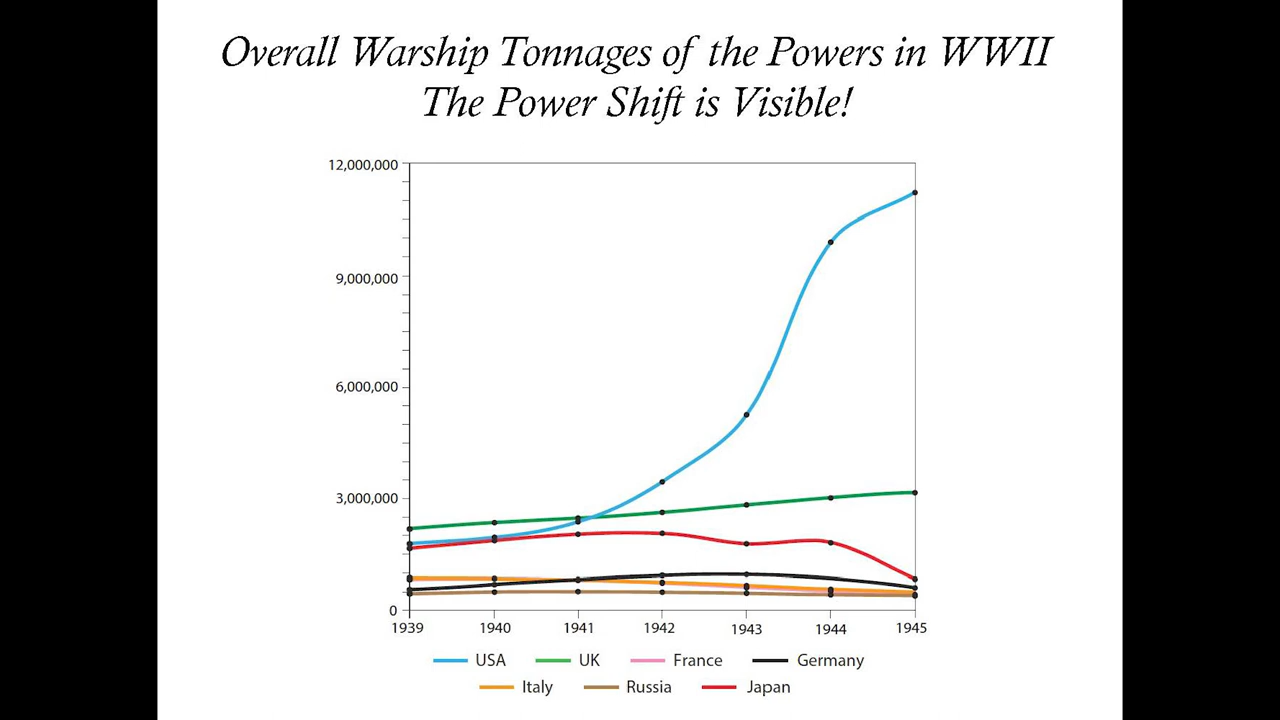 Overall Warship Tonnages of the Powers in WWII
The Power Shift is Visible!
12,000,000
9,000,000
6,000,000
3,000,000
0
1939 1940 1941 1942 1943 1944 1945
USA UK France Germany
Italy Russia Japan